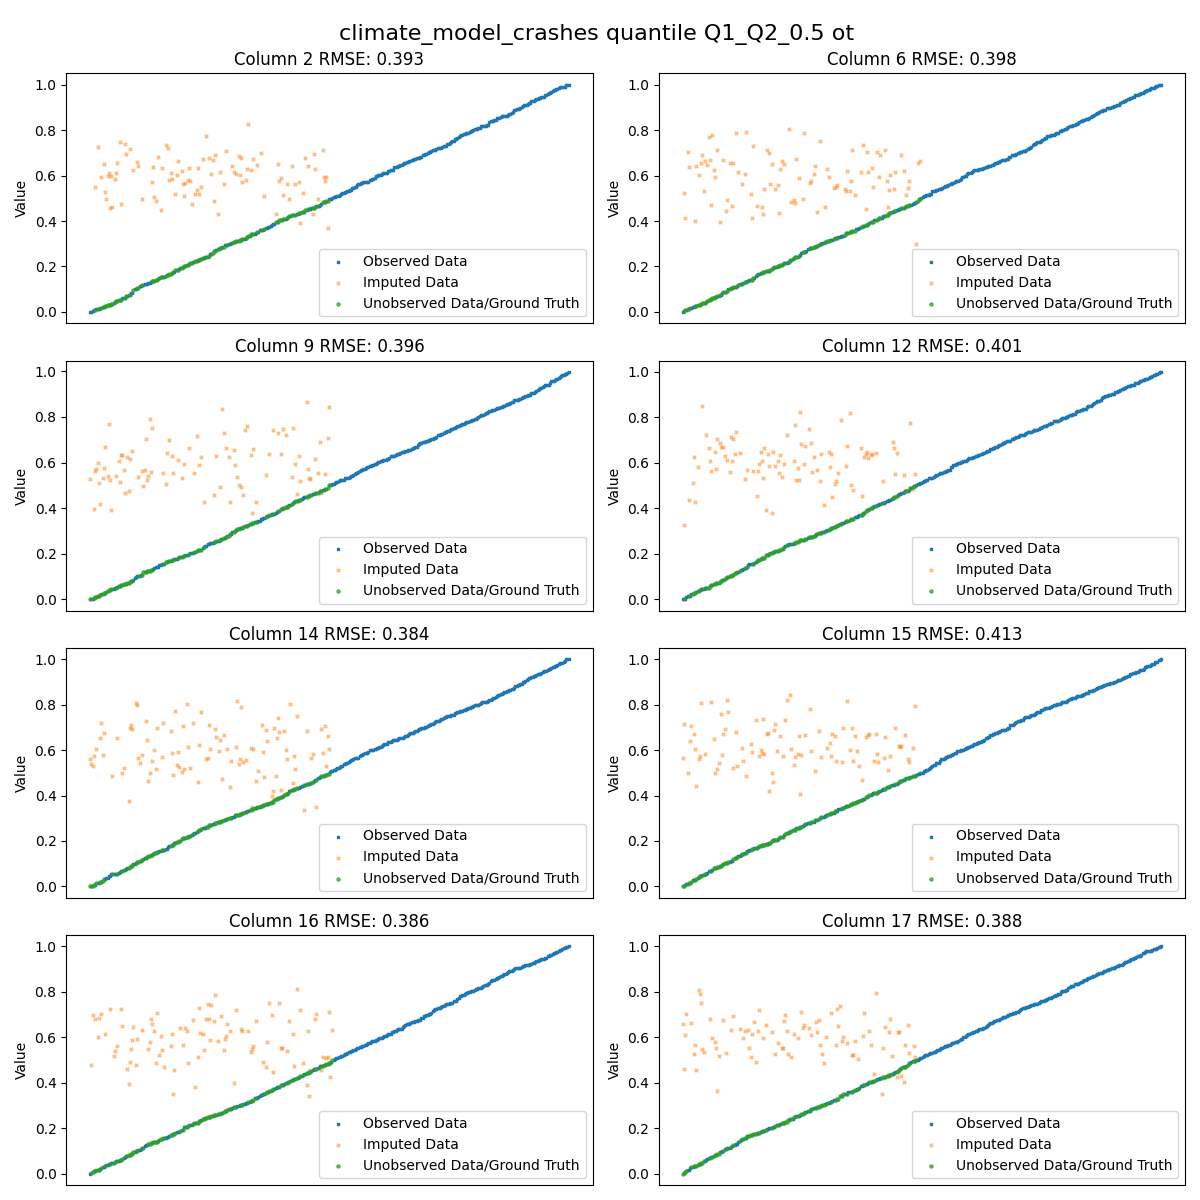 climate_model_crashes quantile Q1_Q2_0.5 ot
Column 2 RMSE: 0.393
1.0
0.8
0.6
0.4
0.2
0.0
Value
Observed Data
Imputed Data
Unobserved Data/Ground Truth
Column 6 RMSE: 0.398
1.0
0.8
0.6
0.4
0.2
0.0
Value
Observed Data
Imputed Data
Unobserved Data/Ground Truth
Column 9 RMSE: 0.396
1.0
0.8
0.6
0.4
0.2
0.0
Value
Observed Data
Imputed Data
Unobserved Data/Ground Truth
Column 12 RMSE: 0.401
1.0
0.8
0.6
0.4
0.2
0.0
Value
Observed Data
Imputed Data
Unobserved Data/Ground Truth
Column 14 RMSE: 0.384
1.0
0.8
0.6
0.4
0.2
0.0
Value
Observed Data
Imputed Data
Unobserved Data/Ground Truth
Column 15 RMSE: 0.413
1.0
0.8
0.6
0.4
0.2
0.0
Value
Observed Data
Imputed Data
Unobserved Data/Ground Truth
Column 16 RMSE: 0.386
1.0
0.8
0.6
0.4
0.2
0.0
Value
Observed Data
Imputed Data
Unobserved Data/Ground Truth
Column 17 RMSE: 0.388
1.0
0.8
0.6
0.4
0.2
0.0
Value
Observed Data
Imputed Data
Unobserved Data/Ground Truth